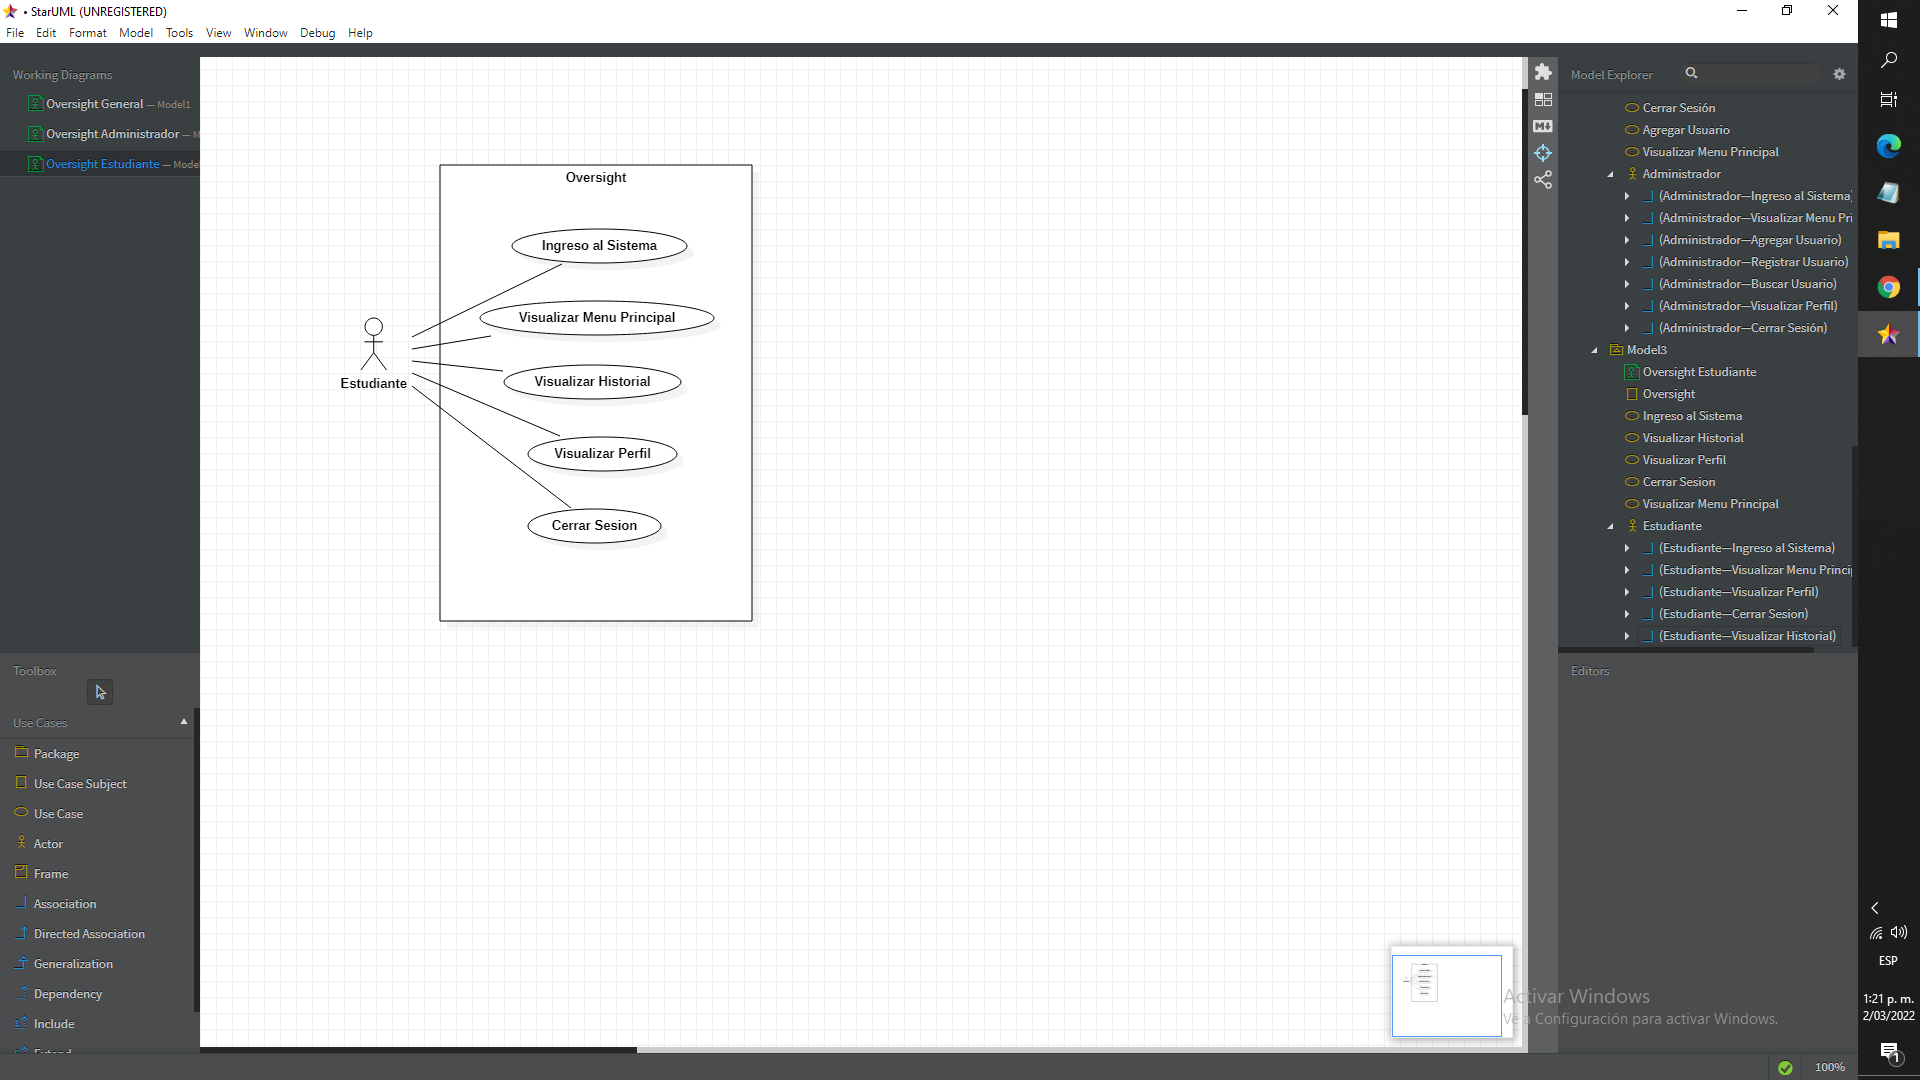 • StarUML (UNREGISTERED)
File Edit Format Model Tools View Window Debug Help
Working Diagrams
Oversight General — Model1
Oversight Administrador — M
Oversight Estudiante — Mode
Toolbox
Use Cases
Package
Use Case Subject
Use Case
Actor
Frame
Association
Directed Association
Generalization
Dependency
Include
Extend
Oversight
Ingreso al Sistema
Visualizar Menu Principal
Visualizar Historial
Visualizar Perfil
Cerrar Sesion
Estudiante
Model Explorer
Cerrar Sesión
Agregar Usuario
Visualizar Menu Principal
Administrador
(Administrador—Ingreso al Sistema
(Administrador—Visualizar Menu Pri
(Administrador—Agregar Usuario)
(Administrador—Registrar Usuario)
(Administrador—Buscar Usuario)
(Administrador—Visualizar Perfil)
(Administrador—Cerrar Sesión)
Model3
Oversight Estudiante
Oversight
Ingreso al Sistema
Visualizar Historial
Visualizar Perfil
Cerrar Sesion
Visualizar Menu Principal
Estudiante
(Estudiante—Ingreso al Sistema)
(Estudiante—Visualizar Menu Princi
(Estudiante—Visualizar Perfil)
(Estudiante—Cerrar Sesion)
(Estudiante—Visualizar Historial)
Editors
Activar Windows
Ve a Configuración para activar Windows.
100%
ESP
1:21 p. m.
2/03/2022
1